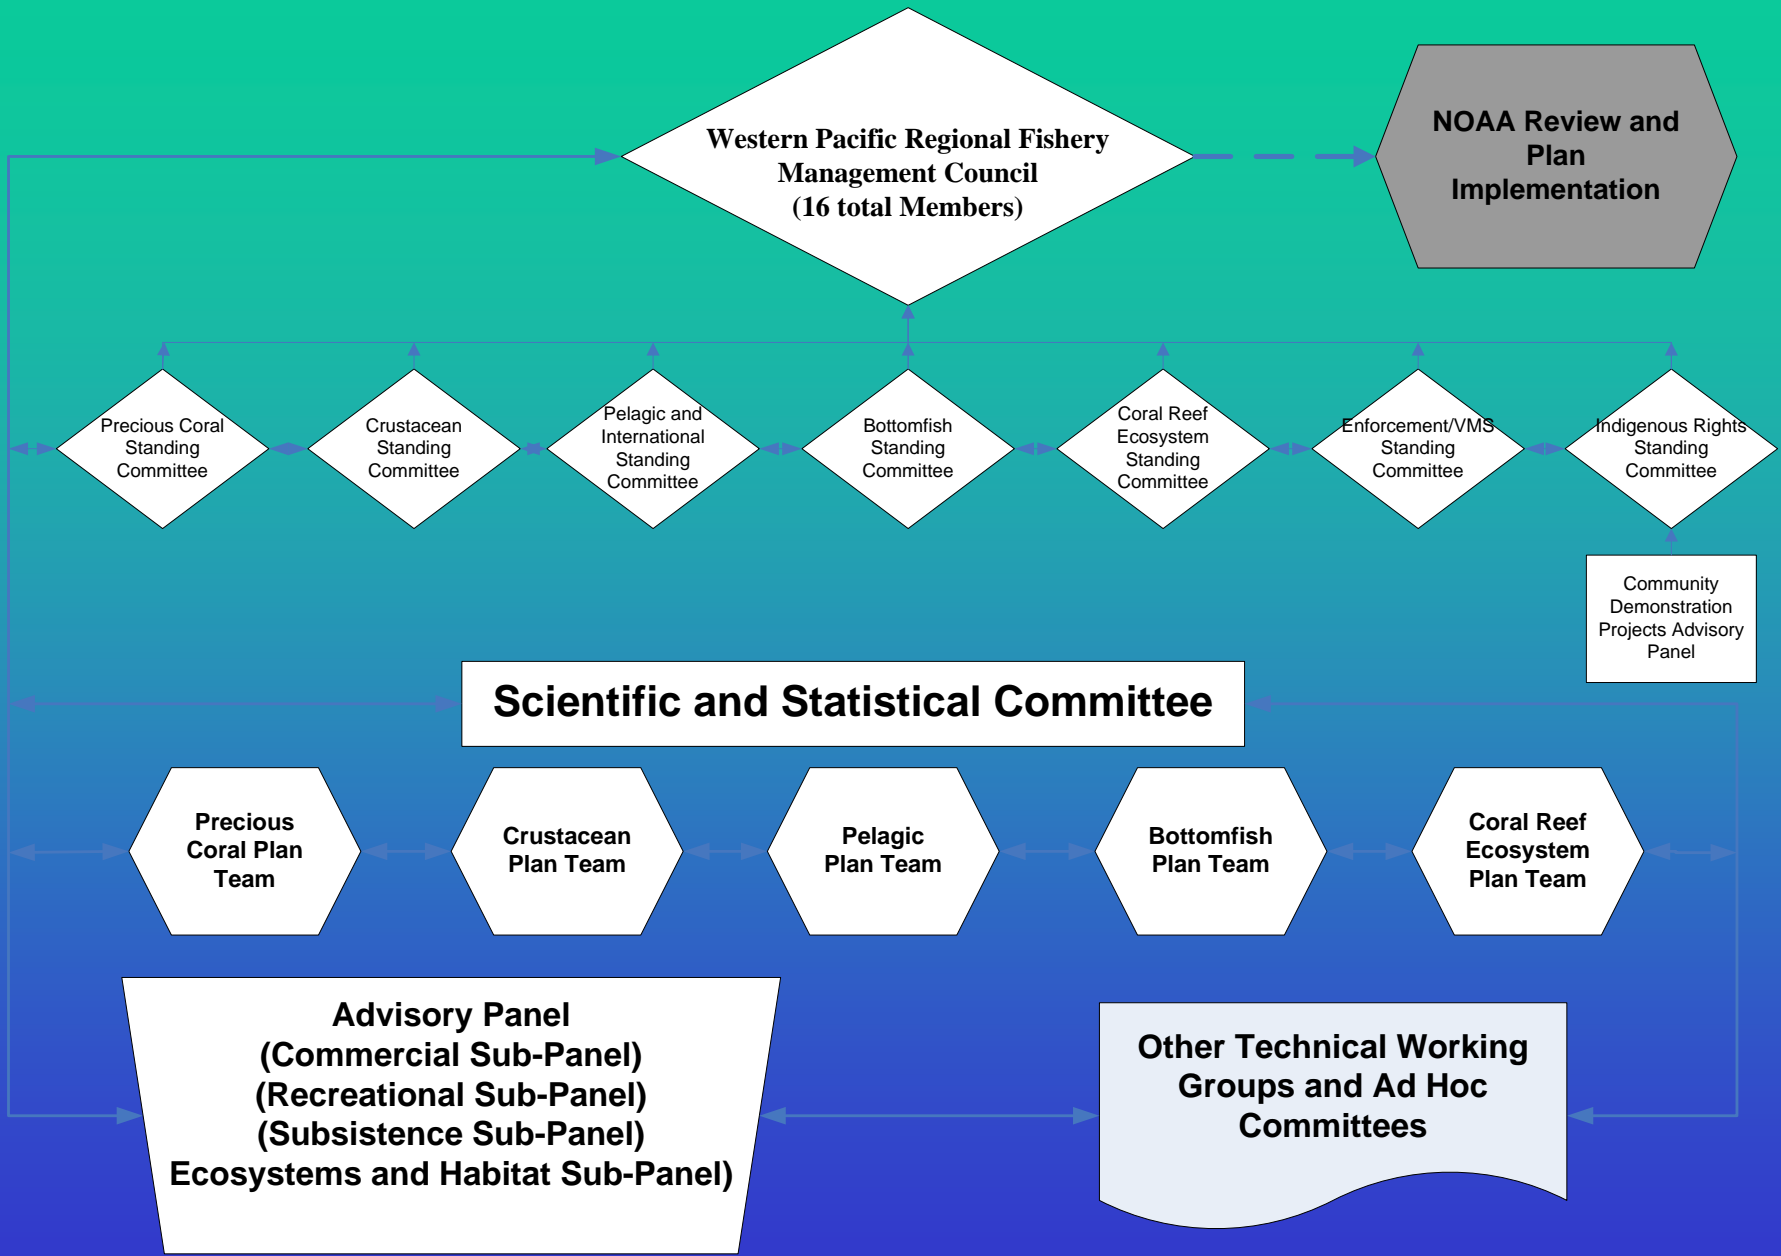 Western Pacific Regional Fishery
Management Council
(16 total Members)
NOAA Review and
Plan
Implementation
Precious Coral
Standing
Committee
Crustacean
Standing
Committee
Pelagic and
International
Standing
Committee
Bottomfish
Standing
Committee
Coral Reef
Ecosystem
Standing
Committee
Enforcement/VMS
Standing
Committee
Indigenous Rights
Standing
Committee
Community
Demonstration
Projects Advisory
Panel
Scientific and Statistical Committee
Precious
Coral Plan
Team
Crustacean
Plan Team
Pelagic
Plan Team
Bottomfish
Plan Team
Coral Reef
Ecosystem
Plan Team
Advisory Panel
(Commercial Sub-Panel)
(Recreational Sub-Panel)
(Subsistence Sub-Panel)
Ecosystems and Habitat Sub-Panel)
Other Technical Working
Groups and Ad Hoc
Committees